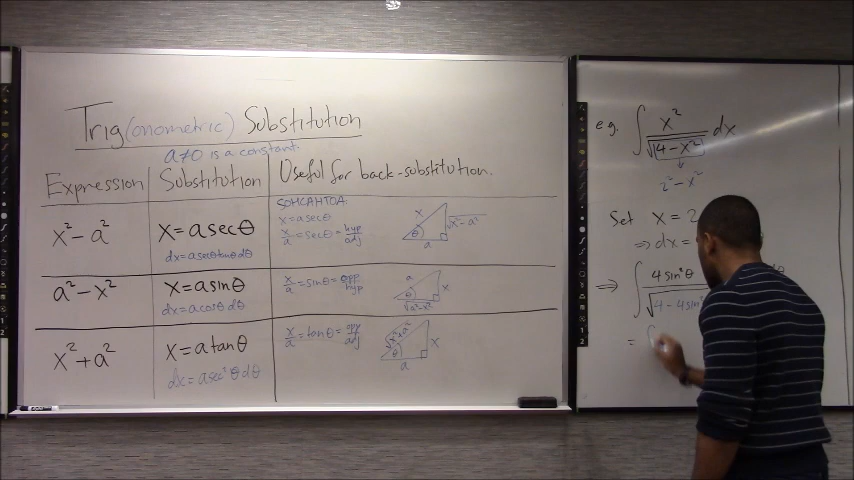 Trig(onometric) Substitution
a≠0 is a constant.
Expression Substitution Useful for back-substitution.
x² - a²
x = a secθ
dx = a secθ tanθ dθ
SOHCAHTOA
x = a secθ
x/a = secθ = hyp/adj
x
√x² - a²
θ
a
a² - x²
x = a sinθ
dx = a cosθ dθ
x/a = sinθ = opp/hyp
a
x
θ
√a² - x²
x² + a²
x = a tanθ
dx = a sec²θ dθ
x/a = tanθ = opp/adj
√x² + a²
x
θ
a
e.g. ∫ x²/√4 - x² dx
2² - x²
Set x = 2
⇒ dx =
⇒ ∫ 4 sin²θ/√4 - 4 sin²
= ∫